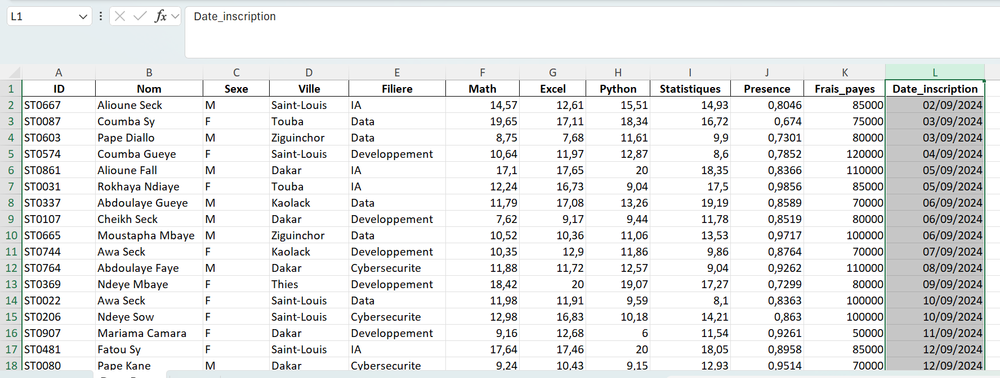 L1 fx Date_inscription
A B C D E F G H I J K L
1 ID Nom Sexe Ville Filiere Math Excel Python Statistiques Presence Frais_payes Date_inscription
2 ST0667 Alioune Seck M Saint-Louis IA 14,57 12,61 15,51 14,93 0,8046 85000 02/09/2024
3 ST0087 Coumba Sy F Touba Data 19,65 17,11 18,34 16,72 0,674 75000 03/09/2024
4 ST0603 Pape Diallo M Ziguinchor Data 8,75 7,68 11,61 9,9 0,7301 80000 03/09/2024
5 ST0574 Coumba Gueye F Saint-Louis Developpement 10,64 11,97 12,87 8,6 0,7852 120000 04/09/2024
6 ST0861 Alioune Fall M Dakar IA 17,1 17,65 20 18,35 0,8366 110000 05/09/2024
7 ST0031 Rokhaya Ndiaye F Touba IA 12,24 16,73 9,04 17,5 0,9856 85000 05/09/2024
8 ST0337 Abdoulaye Gueye M Kaolack Data 11,79 17,08 13,26 19,19 0,8589 70000 06/09/2024
9 ST0107 Cheikh Seck M Dakar Developpement 7,62 9,17 9,44 11,78 0,8519 80000 06/09/2024
10 ST0665 Moustapha Mbaye M Ziguinchor Data 10,52 10,36 11,06 13,53 0,9717 100000 06/09/2024
11 ST0744 Awa Seck F Kaolack Developpement 10,35 12,9 11,86 9,86 0,8764 70000 07/09/2024
12 ST0764 Abdoulaye Faye M Dakar Cybersecurite 11,88 11,72 12,57 9,04 0,9262 110000 08/09/2024
13 ST0369 Ndeye Mbaye F Thies Developpement 18,42 20 19,07 17,27 0,7299 80000 09/09/2024
14 ST0022 Awa Seck F Saint-Louis Data 11,98 11,91 9,59 8,1 0,8363 100000 10/09/2024
15 ST0206 Ndeye Sow F Saint-Louis Cybersecurite 12,98 16,83 10,18 14,21 0,863 100000 10/09/2024
16 ST0907 Mariama Camara F Dakar Developpement 9,16 12,68 6 11,54 0,9261 50000 11/09/2024
17 ST0481 Fatou Sy F Saint-Louis IA 17,64 17,46 20 18,05 0,8958 85000 12/09/2024
18 ST0080 Pape Kane M Dakar Cybersecurite 9,24 10,43 9,15 12,93 0,9514 70000 12/09/2024